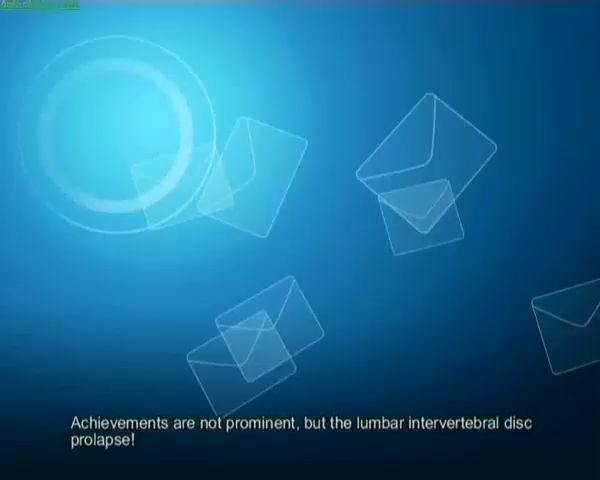 Achievements are not prominent, but the lumbar intervertebral disc
prolapse!